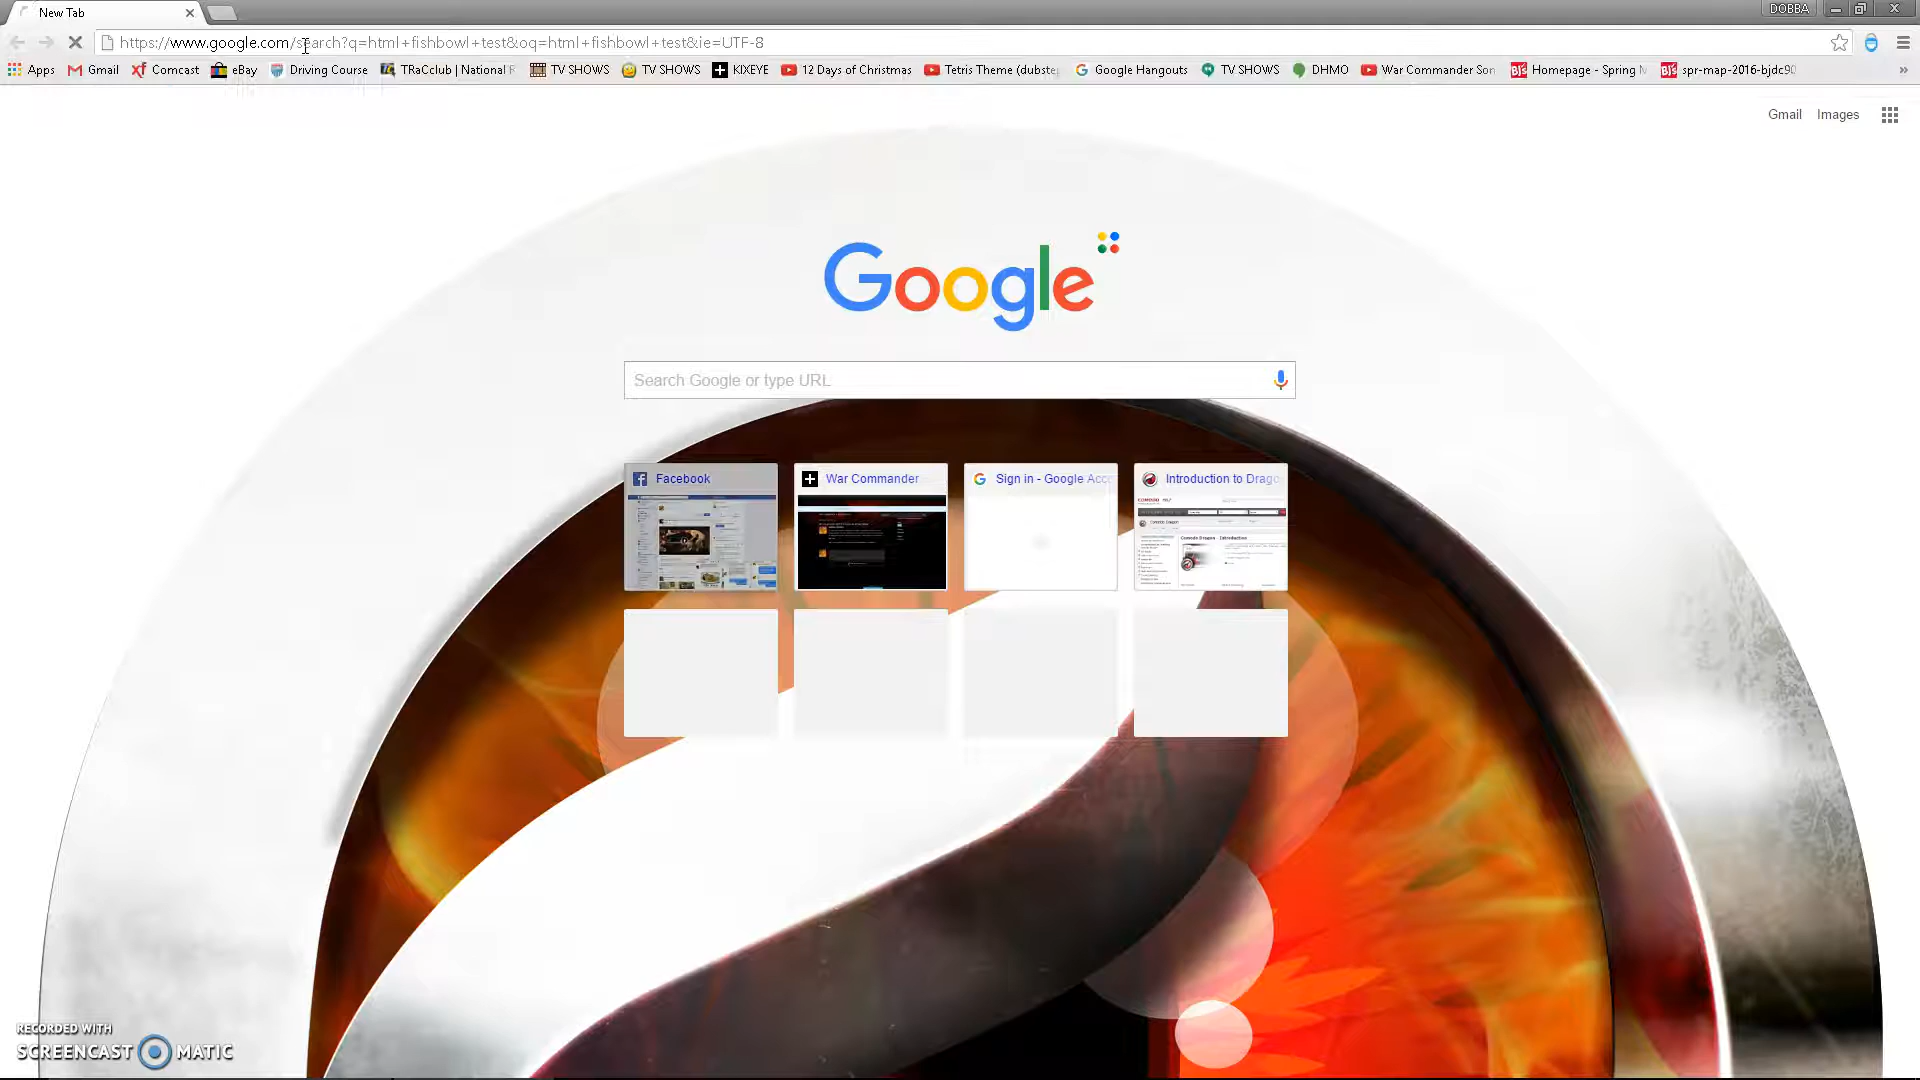 New Tab
DOBBA
https://www.google.com/search?q=html+fishbowl+test&oq=html+fishbowl+test&ie=UTF-8
Apps Gmail Comcast eBay Driving Course TRaCclub | National R TV SHOWS TV SHOWS KIXEYE 12 Days of Christmas Tetris Theme (dubste Google Hangouts TV SHOWS DHMO War Commander Son BJ's Homepage - Spring M BJ's spr-map-2016-bjdc90 »
Gmail Images
Google
Search Google or type URL
Facebook War Commander Sign in - Google Acc Introduction to Drago
RECORDED WITH
SCREENCAST MATIC